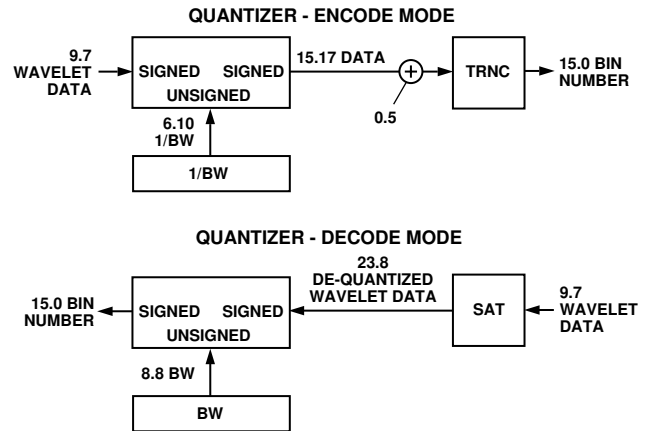 QUANTIZER - ENCODE MODE
9.7
WAVELET
DATA
SIGNED SIGNED
UNSIGNED
15.17 DATA
0.5
TRNC
15.0 BIN
NUMBER
6.10
1/BW
1/BW
QUANTIZER - DECODE MODE
15.0 BIN
NUMBER
SIGNED SIGNED
UNSIGNED
23.8
DE-QUANTIZED
WAVELET DATA
SAT
9.7
WAVELET
DATA
8.8 BW
BW